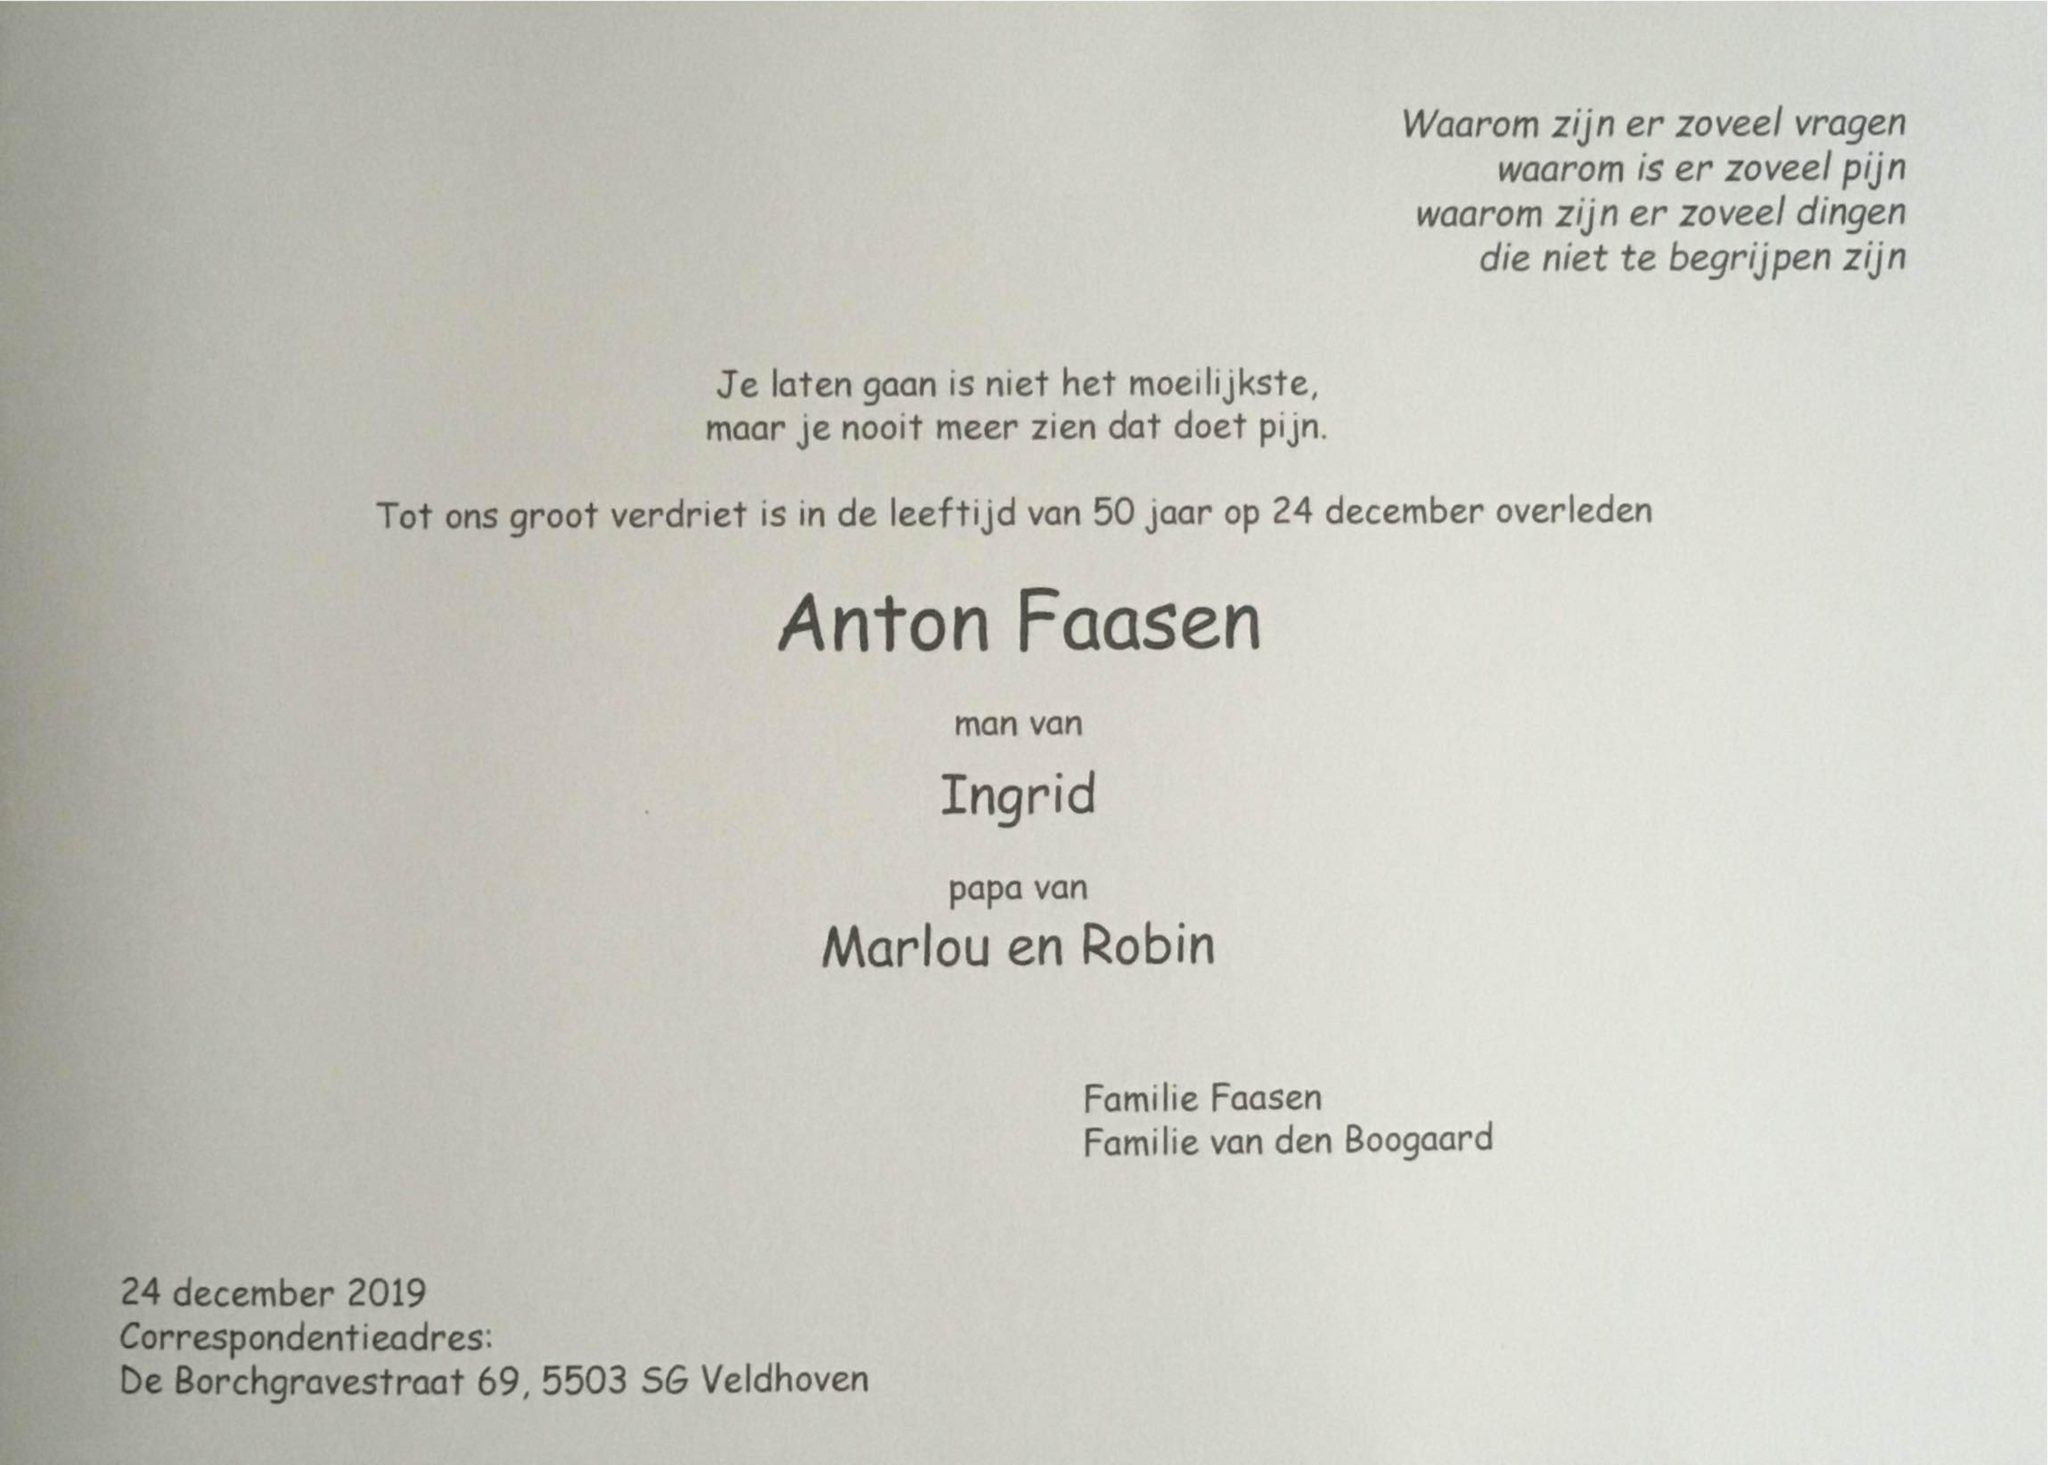 Waarom zijn er zoveel vragen
waarom is er zoveel pijn
waarom zijn er zoveel dingen
die niet te begrijpen zijn
Je laten gaan is niet het moeilijkste,
maar je nooit meer zien dat doet pijn.
Tot ons groot verdriet is in de leeftijd van 50 jaar op 24 december overleden
Anton Faasen
man van
Ingrid
papa van
Marlou en Robin
Familie Faasen
Familie van den Boogaard
24 december 2019
Correspondentieadres:
De Borchgravestraat 69, 5503 SG Veldhoven